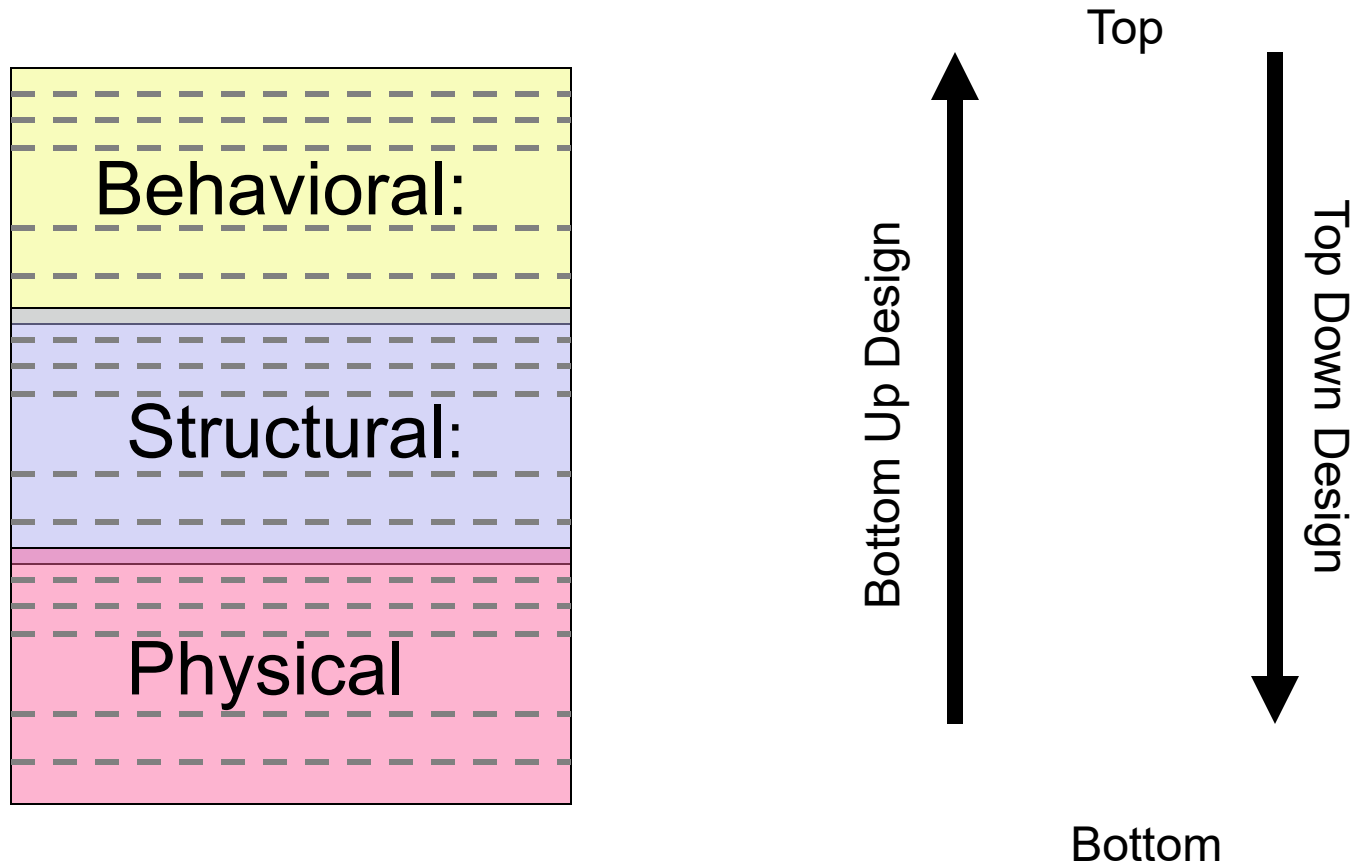 Top
Behavioral:
Structural:
Physical
Bottom Up Design
Top Down Design
Bottom